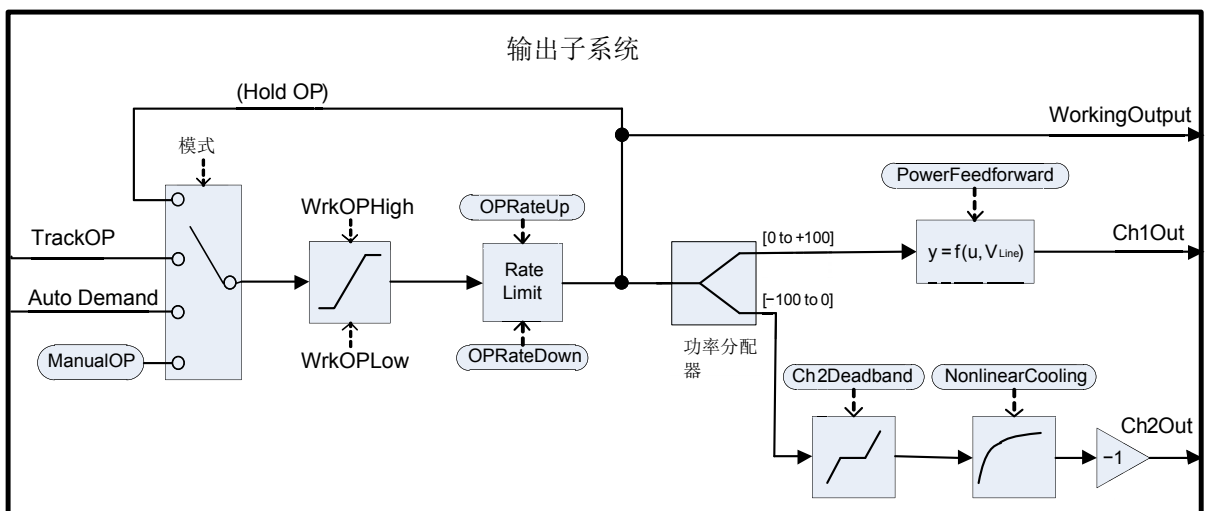 输出子系统
(Hold OP)
WorkingOutput
模式
PowerFeedforward
WrkOPHigh
OPRateUp
TrackOP
[0 to +100]
Ch1Out
y = f(u, VLine)
Rate
Limit
Auto Demand
[−100 to 0]
功率分配
器
ManualOP
WrkOPLow
OPRateDown
Ch2Deadband
NonlinearCooling
Ch2Out
−1